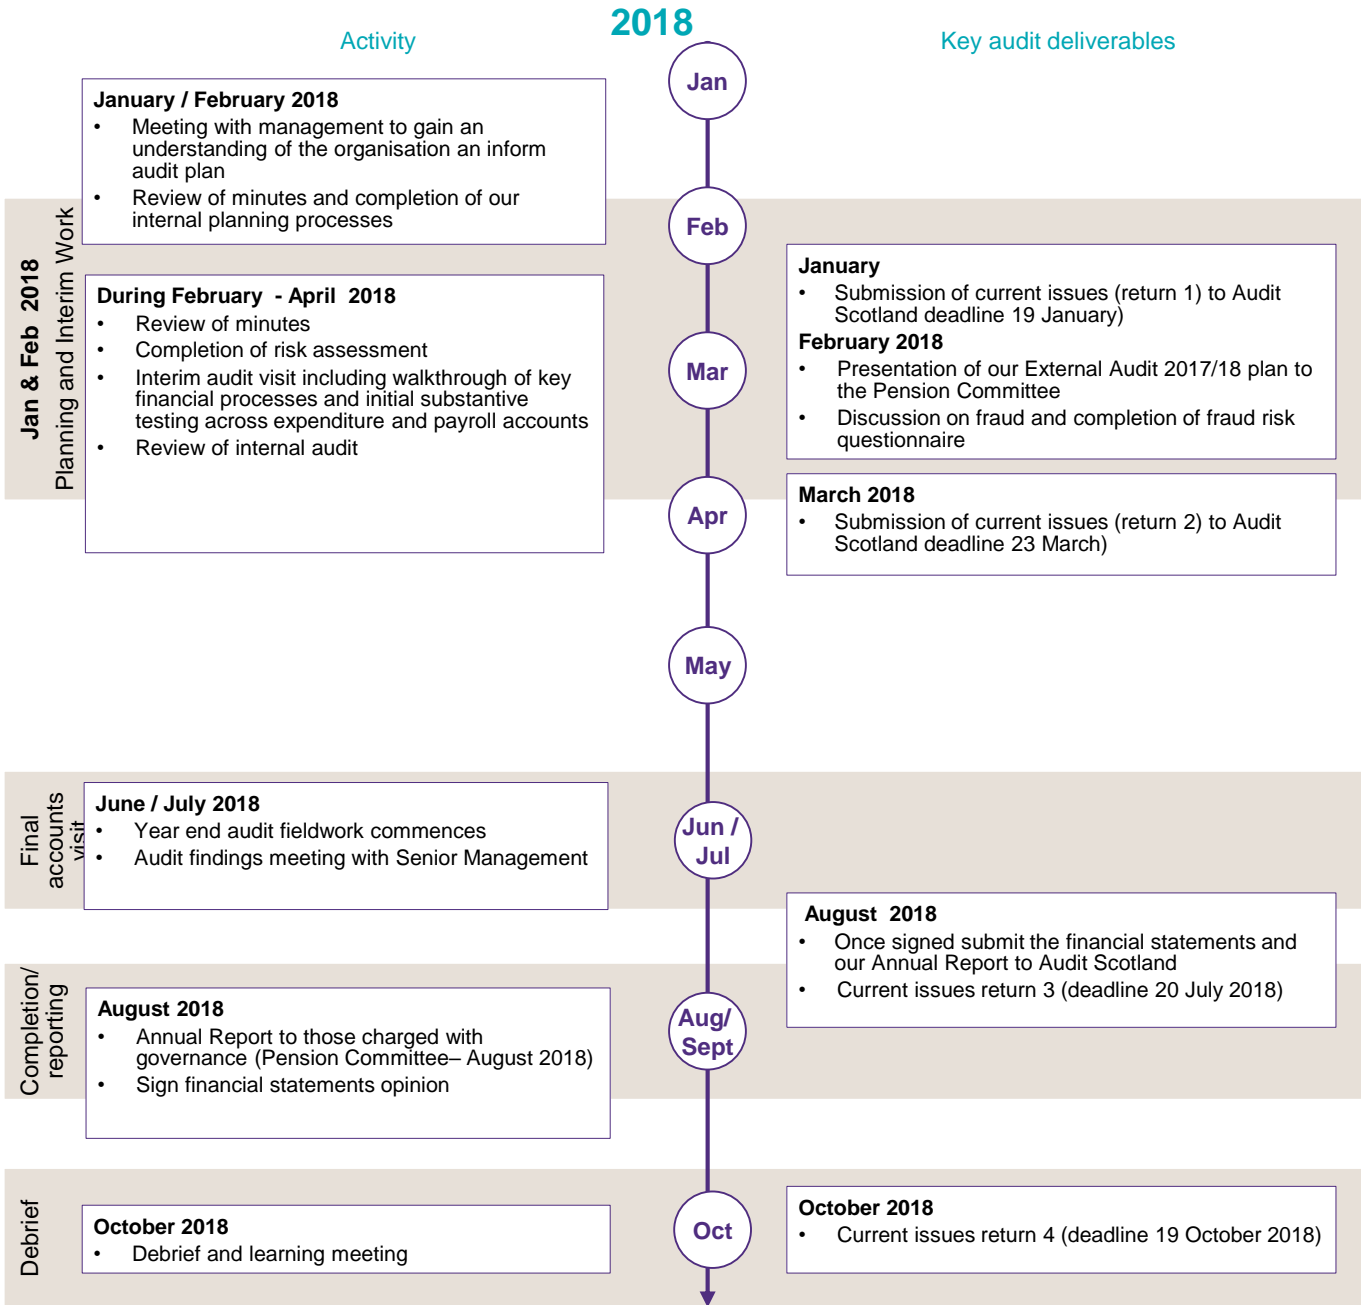 2018
Activity
Key audit deliverables
Jan
January / February 2018
• Meeting with management to gain an
understanding of the organisation an inform
audit plan
• Review of minutes and completion of our
internal planning processes
Jan & Feb 2018
Planning and Interim Work
Feb
During February - April 2018
• Review of minutes
• Completion of risk assessment
• Interim audit visit including walkthrough of key
financial processes and initial substantive
testing across expenditure and payroll accounts
• Review of internal audit
January
• Submission of current issues (return 1) to Audit
Scotland deadline 19 January)
February 2018
• Presentation of our External Audit 2017/18 plan to
the Pension Committee
• Discussion on fraud and completion of fraud risk
questionnaire
Mar
March 2018
• Submission of current issues (return 2) to Audit
Scotland deadline 23 March)
Apr
May
Final
accounts
visit
June / July 2018
• Year end audit fieldwork commences
• Audit findings meeting with Senior Management
Jun /
Jul
August 2018
• Once signed submit the financial statements and
our Annual Report to Audit Scotland
• Current issues return 3 (deadline 20 July 2018)
Completion/
reporting
August 2018
• Annual Report to those charged with
governance (Pension Committee– August 2018)
• Sign financial statements opinion
Aug/
Sept
Debrief
October 2018
• Debrief and learning meeting
Oct
October 2018
• Current issues return 4 (deadline 19 October 2018)